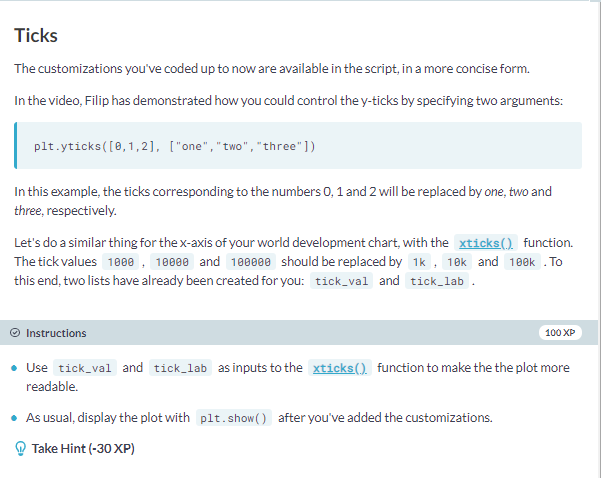 Ticks
The customizations you've coded up to now are available in the script, in a more concise form.
In the video, Filip has demonstrated how you could control the y-ticks by specifying two arguments:
plt.yticks([0,1,2], ["one","two","three"])
In this example, the ticks corresponding to the numbers 0, 1 and 2 will be replaced by one, two and
three, respectively.
Let's do a similar thing for the x-axis of your world development chart, with the xticks() function.
The tick values 1000 , 10000 and 100000 should be replaced by 1k , 10k and 100k . To
this end, two lists have already been created for you: tick_val and tick_lab .
Instructions
100 XP
Use tick_val and tick_lab as inputs to the xticks() function to make the the plot more
readable.
As usual, display the plot with plt.show() after you've added the customizations.
Take Hint (-30 XP)